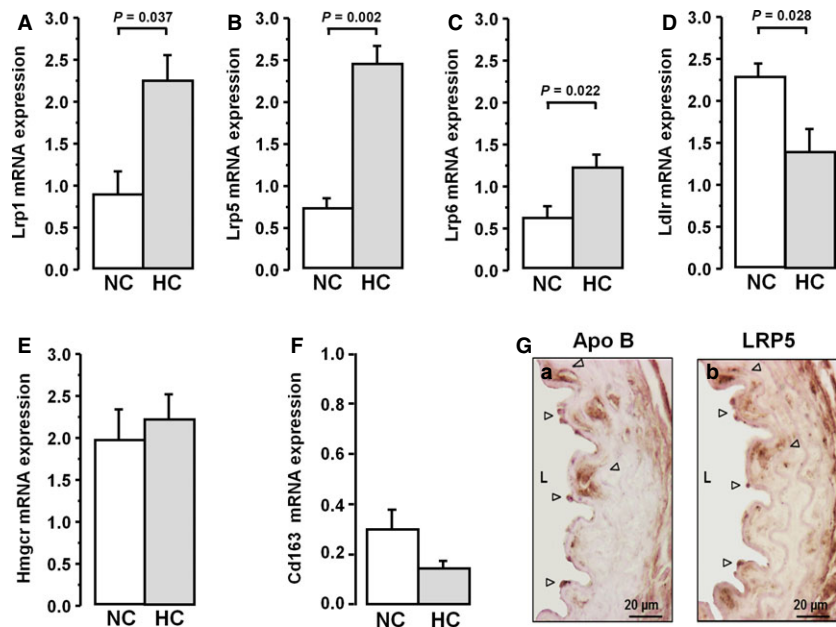 A
P = 0.037
Lrp1 mRNA expression
3.0
2.5
2.0
1.5
1.0
0.5
0.0
NC HC
B
P = 0.002
Lrp5 mRNA expression
3.0
2.5
2.0
1.5
1.0
0.5
0.0
NC HC
C
P = 0.022
Lrp6 mRNA expression
3.0
2.5
2.0
1.5
1.0
0.5
0.0
NC HC
D
P = 0.028
Ldlr mRNA expression
3.0
2.5
2.0
1.5
1.0
0.5
0.0
NC HC
E
Hmgcr mRNA expression
3.0
2.5
2.0
1.5
1.0
0.5
0.0
NC HC
F
Cd163 mRNA expression
1.0
0.8
0.6
0.4
0.2
0.0
NC HC
G
Apo B
a
L
20 µm
LRP5
b
L
20 µm